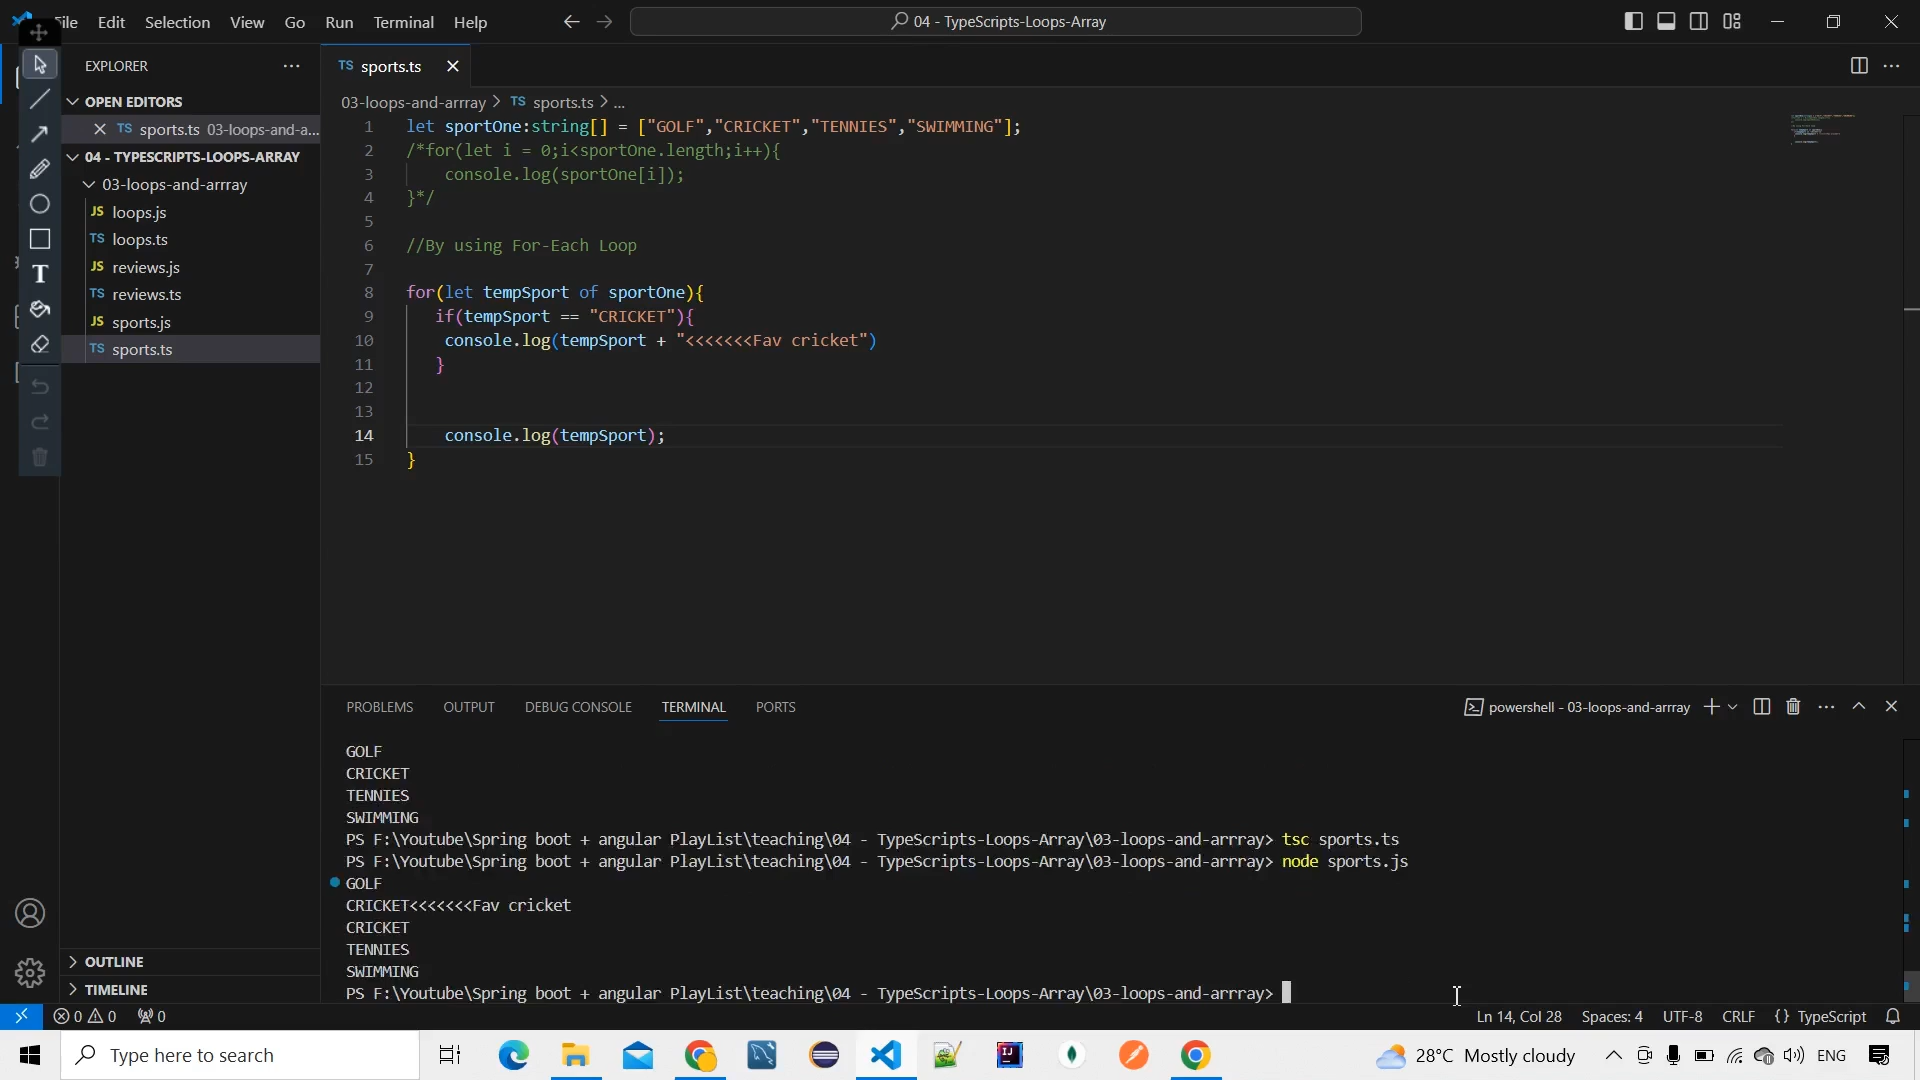 File Edit Selection View Go Run Terminal Help
04 - TypeScripts-Loops-Array
EXPLORER
OPEN EDITORS
TS sports.ts 03-loops-and-a...
04 - TYPESCRIPTS-LOOPS-ARRAY
03-loops-and-arrray
JS loops.js
TS loops.ts
JS reviews.js
TS reviews.ts
JS sports.js
TS sports.ts
OUTLINE
TIMELINE
T
TS sports.ts
03-loops-and-arrray > TS sports.ts > ...
1 let sportOne:string[] = ["GOLF","CRICKET","TENNIES","SWIMMING"];
2 /*for(let i = 0;i<sportOne.length;i++){
3 console.log(sportOne[i]);
4 }*/
5
6 //By using For-Each Loop
7
8 for(let tempSport of sportOne){
9 if(tempSport == "CRICKET"){
10 console.log(tempSport + "<<<<<<<Fav cricket")
11 }
12
13
14 console.log(tempSport);
15 }
PROBLEMS OUTPUT DEBUG CONSOLE TERMINAL PORTS
powershell - 03-loops-and-arrray
GOLF
CRICKET
TENNIES
SWIMMING
PS F:\Youtube\Spring boot + angular PlayList\teaching\04 - TypeScripts-Loops-Array\03-loops-and-arrray> tsc sports.ts
PS F:\Youtube\Spring boot + angular PlayList\teaching\04 - TypeScripts-Loops-Array\03-loops-and-arrray> node sports.js
GOLF
CRICKET<<<<<<<Fav cricket
CRICKET
TENNIES
SWIMMING
PS F:\Youtube\Spring boot + angular PlayList\teaching\04 - TypeScripts-Loops-Array\03-loops-and-arrray>
0 0 0
Ln 14, Col 28 Spaces: 4 UTF-8 CRLF {} TypeScript
Type here to search
28°C Mostly cloudy
ENG